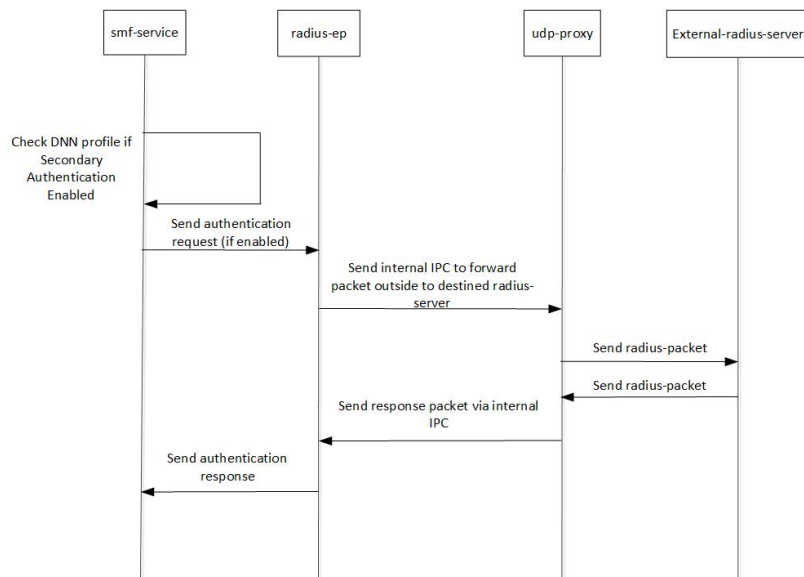 smf-service
radius-ep
udp-proxy
External-radius-server
Check DNN profile if
Secondary
Authentication
Enabled
Send authentication
request (if enabled)
Send internal IPC to forward
packet outside to destined radius-
server
Send radius-packet
Send radius-packet
Send response packet via internal
IPC
Send authentication
response